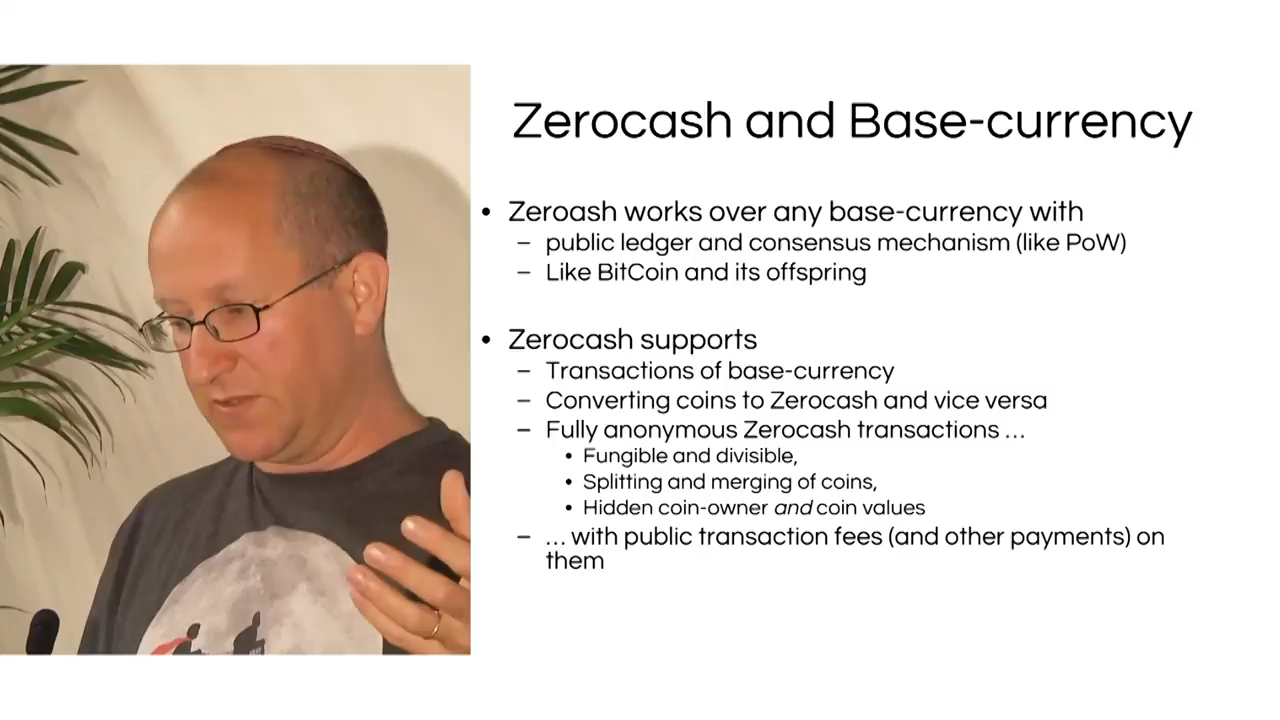 Zerocash and Base-currency
• Zeroash works over any base-currency with
– public ledger and consensus mechanism (like PoW)
– Like BitCoin and its offspring
• Zerocash supports
– Transactions of base-currency
– Converting coins to Zerocash and vice versa
– Fully anonymous Zerocash transactions …
• Fungible and divisible,
• Splitting and merging of coins,
• Hidden coin-owner and coin values
– … with public transaction fees (and other payments) on
them